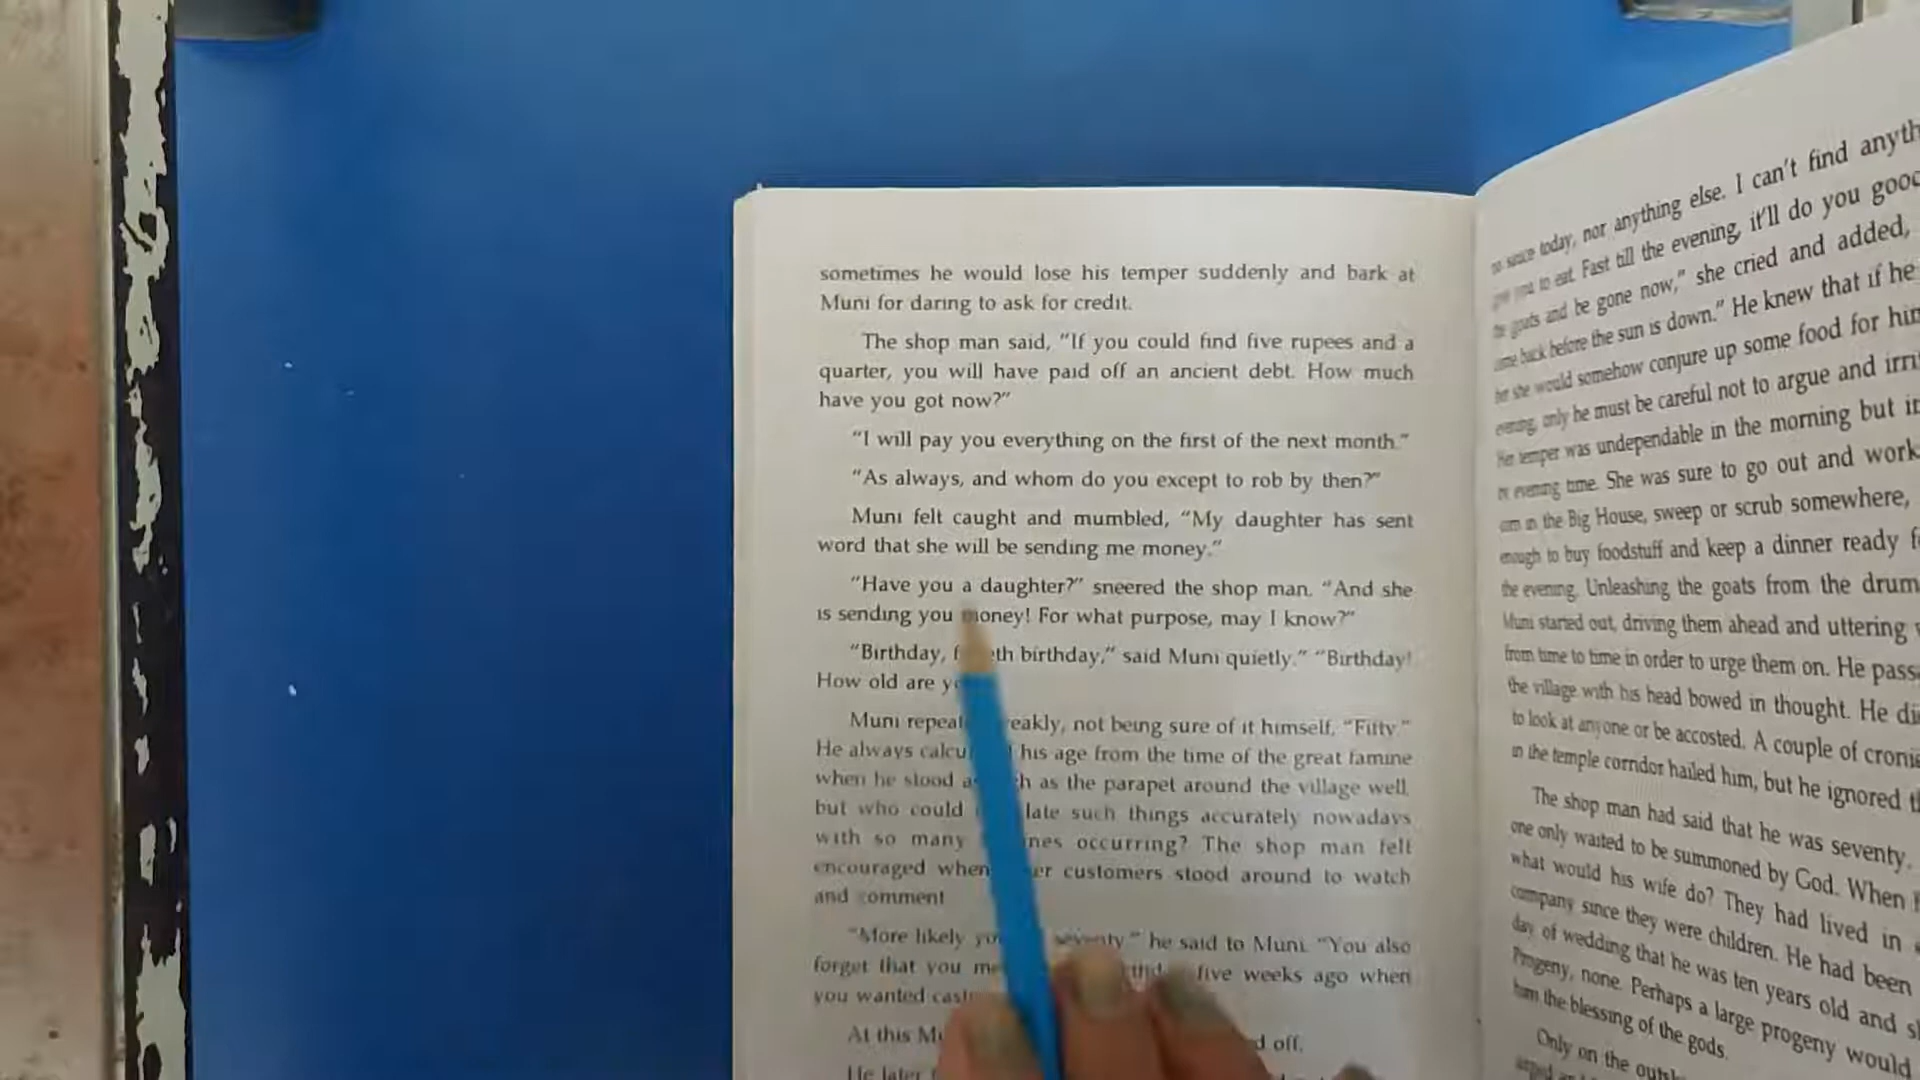 sometimes he would lose his temper suddenly and bark at
Muni for daring to ask for credit.
The shop man said, "If you could find five rupees and a
quarter, you will have paid off an ancient debt. How much
have you got now?"
"I will pay you everything on the first of the next month."
"As always, and whom do you except to rob by then?"
Muni felt caught and mumbled, "My daughter has sent
word that she will be sending me money."
"Have you a daughter?" sneered the shop man. "And she
is sending you money! For what purpose, may I know?"
"Birthday, birthday," said Muni quietly." "Birthday!
How old are
Muni not being sure of it himself, "Fifty."
He always his age from the time of the great famine
when he stood as the parapet around the village well,
but who could such things accurately nowadays
with so many occurring? The shop man felt
encouraged when customers stood around to watch
and comment
"More likely seventy," he said to Muni. "You also
forget that you five weeks ago when
you wanted
At this off.
He later
no sauce today, nor anything else. I can't find
give you to eat. Fast till the evening, it'll do you
the goats and be gone now," she cried and added,
come back before the sun is down." He knew that if he
her she would somehow conjure up some food for
evening, only he must be careful not to argue and
Her temper was undependable in the morning but
by evening time. She was sure to go out and work
corn in the Big House, sweep or scrub somewhere,
enough to buy foodstuff and keep a dinner ready
the evening. Unleashing the goats from the
Muni started out, driving them ahead and uttering
from time to time in order to urge them on. He
the village with his head bowed in thought. He
to look at anyone or be accosted. A couple of
in the temple corridor hailed him, but he ignored
The shop man had said that he was seventy.
one only waited to be summoned by God. When
what would his wife do? They had lived in
company since they were children. He had been
day of wedding that he was ten years old and
Progeny, none. Perhaps a large progeny would
him the blessing of the gods.
Only on the